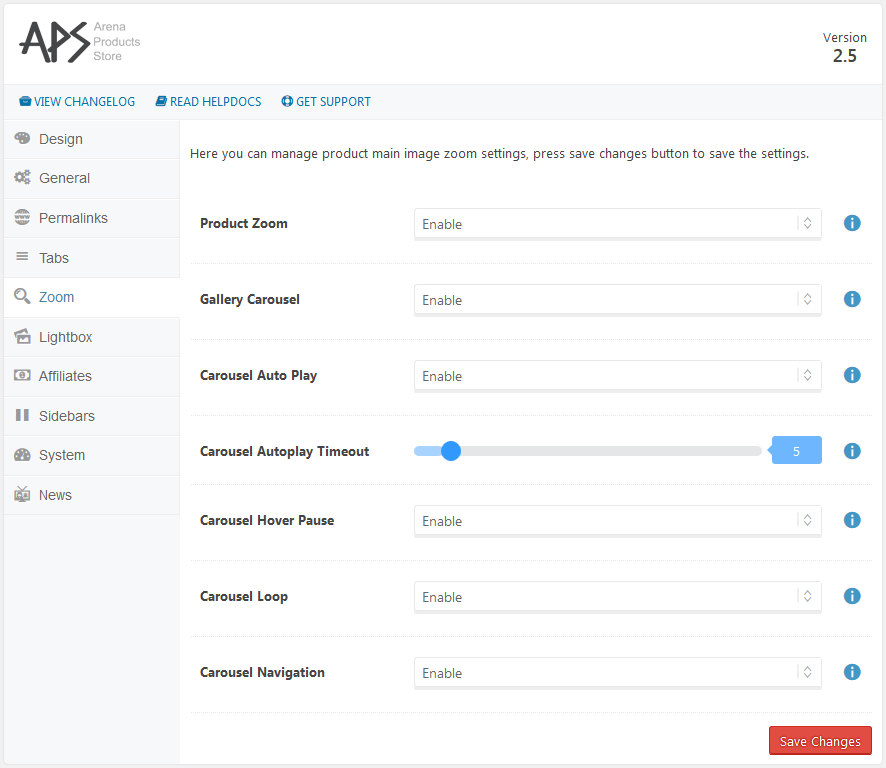 APS
Arena
Products
Store
Version
2.5
VIEW CHANGELOG READ HELPDOCS GET SUPPORT
Design
General
Permalinks
Tabs
Zoom
Lightbox
Affiliates
Sidebars
System
News
Here you can manage product main image zoom settings, press save changes button to save the settings.
Product Zoom Enable
Gallery Carousel Enable
Carousel Auto Play Enable
Carousel Autoplay Timeout 5
Carousel Hover Pause Enable
Carousel Loop Enable
Carousel Navigation Enable
Save Changes